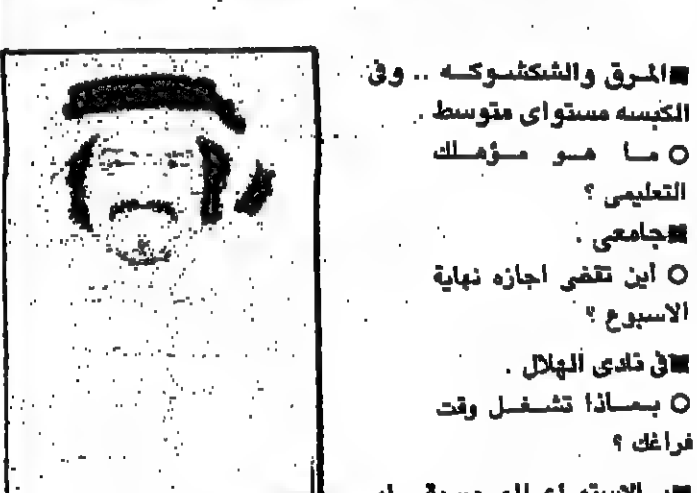 ■المرق والشكشوكه .. وفى
الكبسه مستواى متوسط .
○ ما هو مؤهلك
التعليمى ؟
■جامعى .
○ أين تقضى اجازه نهاية
الاسبوع ؟
■فى نادى الهلال .
○ بماذا تشغل وقت
فراغك ؟